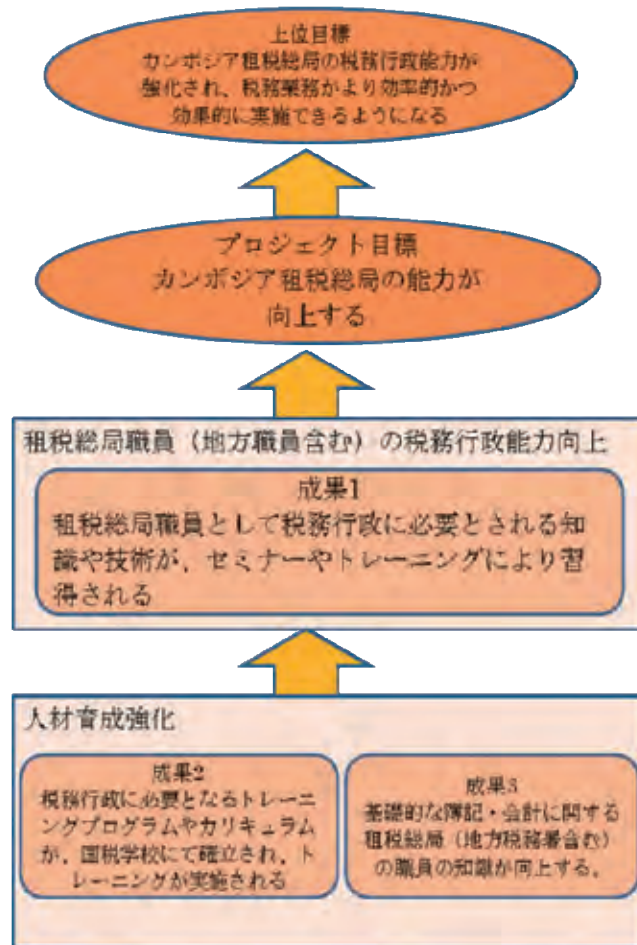 上位目標
カンボジア租税総局の税務行政能力が
強化され、税務業務がより効率的かつ
効果的に実施できるようになる
プロジェクト目標
カンボジア租税総局の能力が
向上する
租税総局職員（地方職員含む）の税務行政能力向上
成果1
租税総局職員として税務行政に必要とされる知
識や技術が、セミナーやトレーニングにより習
得される
人材育成強化
成果2
税務行政に必要となるトレーニ
ングプログラムやカリキュラム
が、国税学校にて確立され、ト
レーニングが実施される
成果3
基礎的な簿記・会計に関する
租税総局（地方税務署含む）
の職員の知識が向上する。